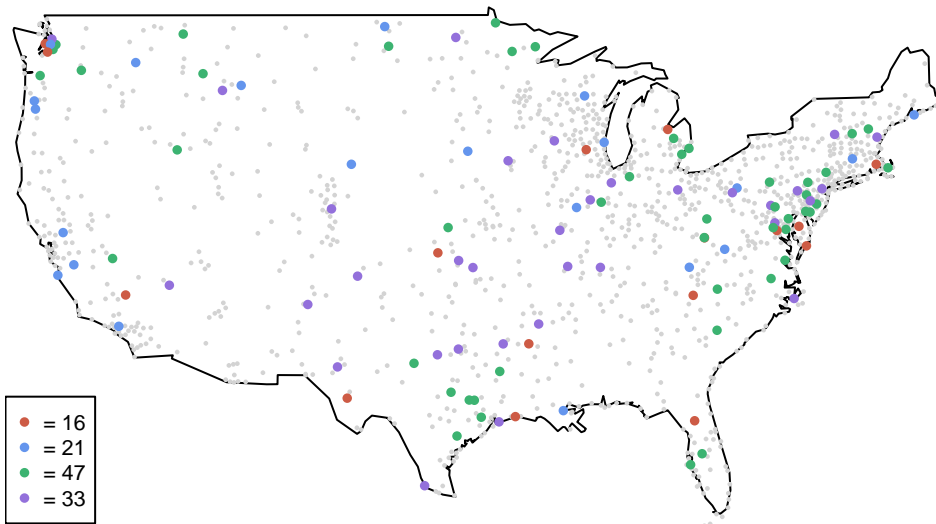 = 16
= 21
= 47
= 33